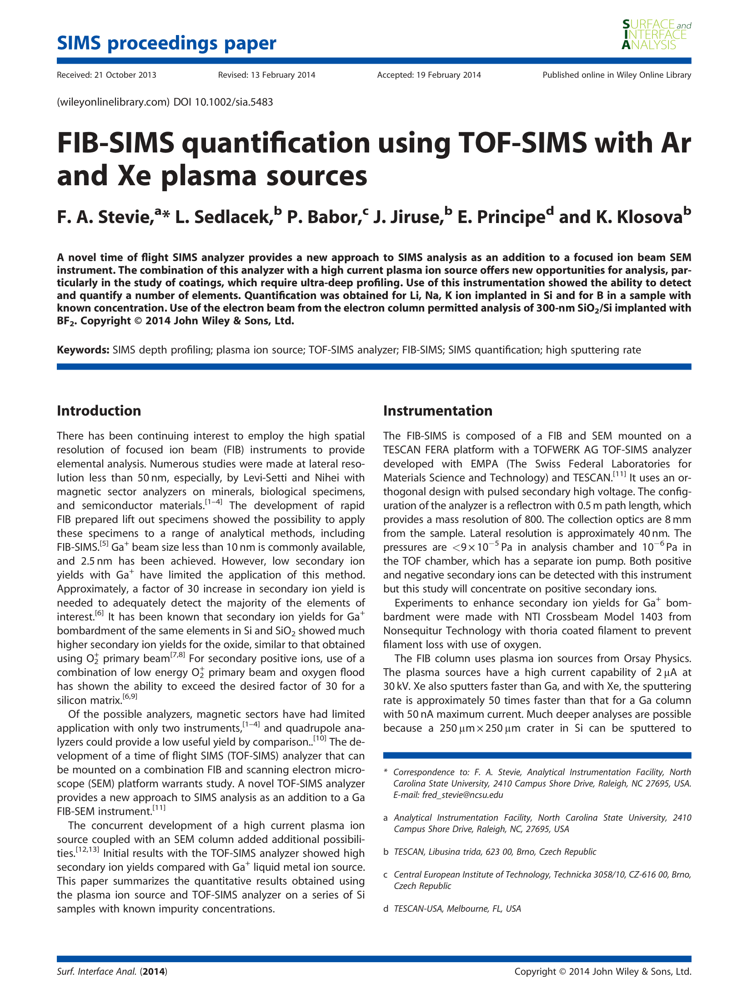 SIMS proceedings paper
SURFACE and
INTERFACE
ANALYSIS
Received: 21 October 2013 Revised: 13 February 2014 Accepted: 19 February 2014 Published online in Wiley Online Library
(wileyonlinelibrary.com) DOI 10.1002/sia.5483
FIB-SIMS quantification using TOF-SIMS with Ar
and Xe plasma sources
F. A. Stevie,ᵃ* L. Sedlacek,ᵇ P. Babor,ᶜ J. Jiruse,ᵇ E. Principeᵈ and K. Klosovaᵇ
A novel time of flight SIMS analyzer provides a new approach to SIMS analysis as an addition to a focused ion beam SEM
instrument. The combination of this analyzer with a high current plasma ion source offers new opportunities for analysis, par-
ticularly in the study of coatings, which require ultra-deep profiling. Use of this instrumentation showed the ability to detect
and quantify a number of elements. Quantification was obtained for Li, Na, K ion implanted in Si and for B in a sample with
known concentration. Use of the electron beam from the electron column permitted analysis of 300-nm SiO₂/Si implanted with
BF₂. Copyright © 2014 John Wiley & Sons, Ltd.
Keywords: SIMS depth profiling; plasma ion source; TOF-SIMS analyzer; FIB-SIMS; SIMS quantification; high sputtering rate
Introduction
There has been continuing interest to employ the high spatial
resolution of focused ion beam (FIB) instruments to provide
elemental analysis. Numerous studies were made at lateral reso-
lution less than 50 nm, especially, by Levi-Setti and Nihei with
magnetic sector analyzers on minerals, biological specimens,
and semiconductor materials.[1–4] The development of rapid
FIB prepared lift out specimens showed the possibility to apply
these specimens to a range of analytical methods, including
FIB-SIMS.[5] Ga⁺ beam size less than 10 nm is commonly available,
and 2.5 nm has been achieved. However, low secondary ion
yields with Ga⁺ have limited the application of this method.
Approximately, a factor of 30 increase in secondary ion yield is
needed to adequately detect the majority of the elements of
interest.[6] It has been known that secondary ion yields for Ga⁺
bombardment of the same elements in Si and SiO₂ showed much
higher secondary ion yields for the oxide, similar to that obtained
using O₂⁺ primary beam[7,8] For secondary positive ions, use of a
combination of low energy O₂⁺ primary beam and oxygen flood
has shown the ability to exceed the desired factor of 30 for a
silicon matrix.[6,9]
Of the possible analyzers, magnetic sectors have had limited
application with only two instruments,[1–4] and quadrupole ana-
lyzers could provide a low useful yield by comparison..[10] The de-
velopment of a time of flight SIMS (TOF-SIMS) analyzer that can
be mounted on a combination FIB and scanning electron micro-
scope (SEM) platform warrants study. A novel TOF-SIMS analyzer
provides a new approach to SIMS analysis as an addition to a Ga
FIB-SEM instrument.[11]
The concurrent development of a high current plasma ion
source coupled with an SEM column added additional possibili-
ties.[12,13] Initial results with the TOF-SIMS analyzer showed high
secondary ion yields compared with Ga⁺ liquid metal ion source.
This paper summarizes the quantitative results obtained using
the plasma ion source and TOF-SIMS analyzer on a series of Si
samples with known impurity concentrations.
Instrumentation
The FIB-SIMS is composed of a FIB and SEM mounted on a
TESCAN FERA platform with a TOFWERK AG TOF-SIMS analyzer
developed with EMPA (The Swiss Federal Laboratories for
Materials Science and Technology) and TESCAN.[11] It uses an or-
thogonal design with pulsed secondary high voltage. The config-
uration of the analyzer is a reflectron with 0.5 m path length, which
provides a mass resolution of 800. The collection optics are 8 mm
from the sample. Lateral resolution is approximately 40 nm. The
pressures are <9 × 10⁻⁵ Pa in analysis chamber and 10⁻⁶ Pa in
the TOF chamber, which has a separate ion pump. Both positive
and negative secondary ions can be detected with this instrument
but this study will concentrate on positive secondary ions.
Experiments to enhance secondary ion yields for Ga⁺ bom-
bardment were made with NTI Crossbeam Model 1403 from
Nonsequitur Technology with thoria coated filament to prevent
filament loss with use of oxygen.
The FIB column uses plasma ion sources from Orsay Physics.
The plasma sources have a high current capability of 2 μA at
30 kV. Xe also sputters faster than Ga, and with Xe, the sputtering
rate is approximately 50 times faster than that for a Ga column
with 50 nA maximum current. Much deeper analyses are possible
because a 250 μm × 250 μm crater in Si can be sputtered to
* Correspondence to: F. A. Stevie, Analytical Instrumentation Facility, North
Carolina State University, 2410 Campus Shore Drive, Raleigh, NC 27695, USA.
E-mail: fred_stevie@ncsu.edu
a Analytical Instrumentation Facility, North Carolina State University, 2410
Campus Shore Drive, Raleigh, NC, 27695, USA
b TESCAN, Libusina trida, 623 00, Brno, Czech Republic
c Central European Institute of Technology, Technicka 3058/10, CZ-616 00, Brno,
Czech Republic
d TESCAN-USA, Melbourne, FL, USA
Surf. Interface Anal. (2014) Copyright © 2014 John Wiley & Sons, Ltd.